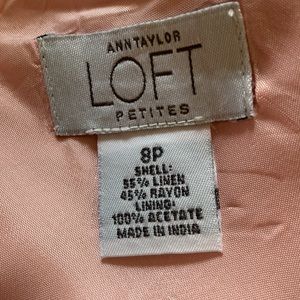 ANN TAYLOR
LOFT
PETITES
8P
SHELL:
55% LINEN
45% RAYON
LINING:
100% ACETATE
MADE IN INDIA